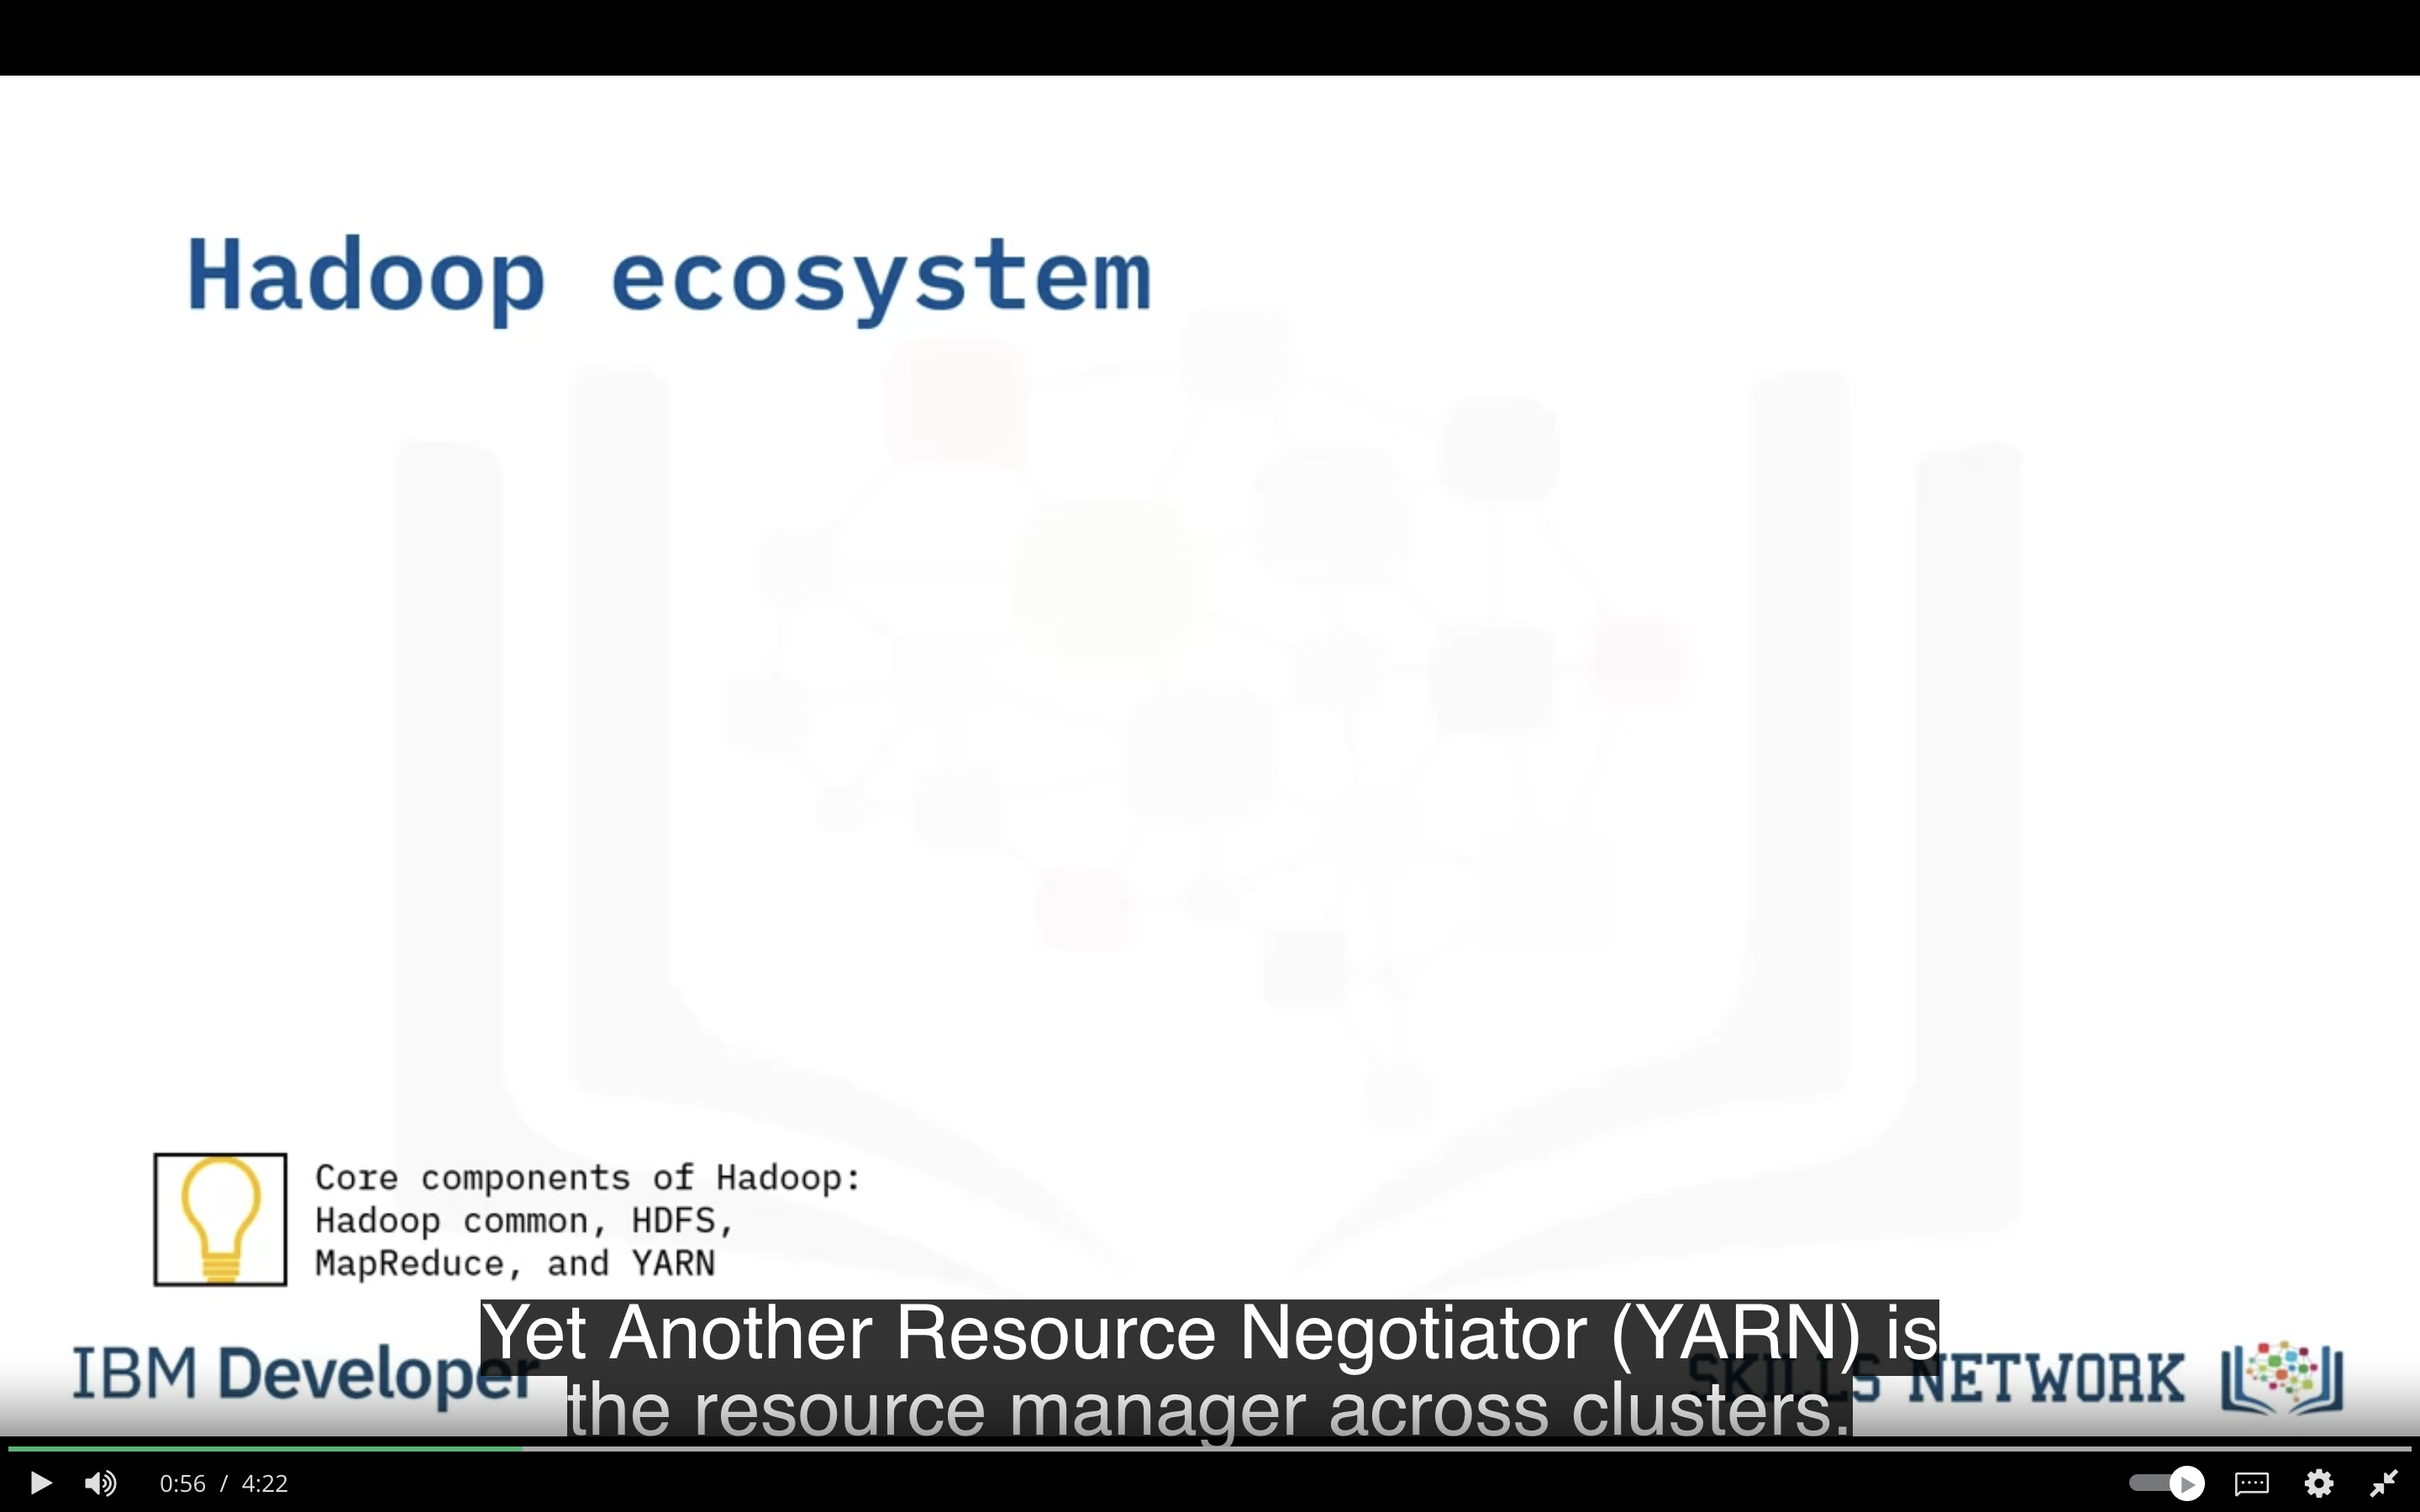 Hadoop ecosystem
Core components of Hadoop:
Hadoop common, HDFS,
MapReduce, and YARN
Yet Another Resource Negotiator (YARN) is
the resource manager across clusters.
IBM Developer
SKILLS NETWORK
0:56 / 4:22